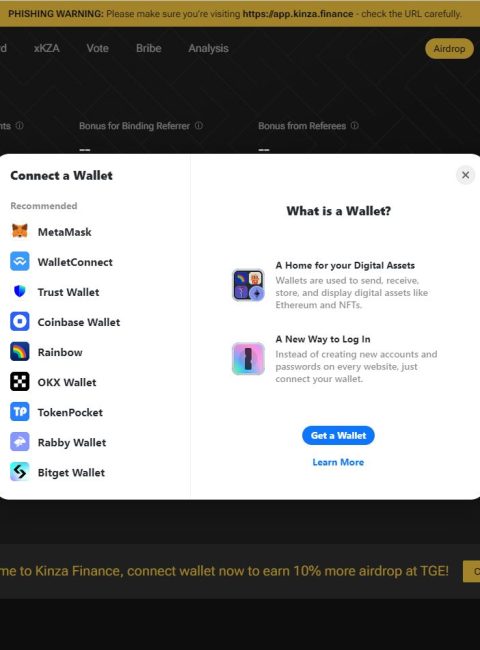 PHISHING WARNING: Please make sure you're visiting https://app.kinza.finance - check the URL carefully.
xKZA Vote Bribe Analysis Airdrop
Bonus for Binding Referrer Bonus from Referees
-- --
Connect a Wallet
Recommended
MetaMask
WalletConnect
Trust Wallet
Coinbase Wallet
Rainbow
OKX Wallet
TokenPocket
Rabby Wallet
Bitget Wallet
What is a Wallet?
A Home for your Digital Assets
Wallets are used to send, receive,
store, and display digital assets like
Ethereum and NFTs.
A New Way to Log In
Instead of creating new accounts and
passwords on every website, just
connect your wallet.
Get a Wallet
Learn More
me to Kinza Finance, connect wallet now to earn 10% more airdrop at TGE!